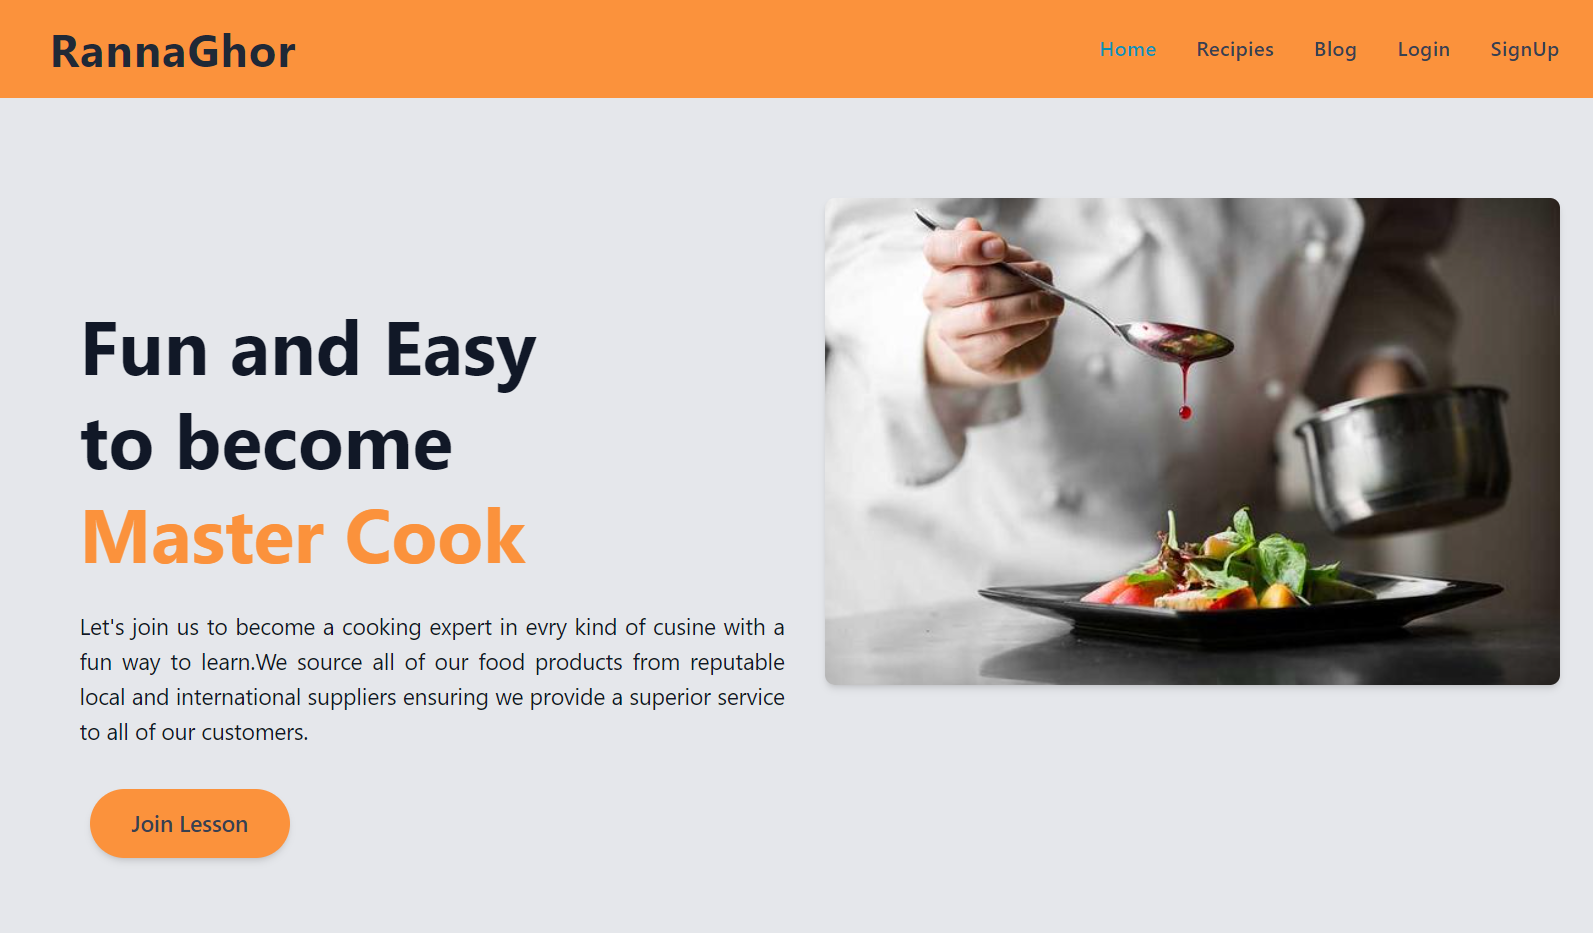 RannaGhor
Home Recipies Blog Login SignUp
Fun and Easy
to become
Master Cook
Let's join us to become a cooking expert in evry kind of cusine with a
fun way to learn.We source all of our food products from reputable
local and international suppliers ensuring we provide a superior service
to all of our customers.
Join Lesson